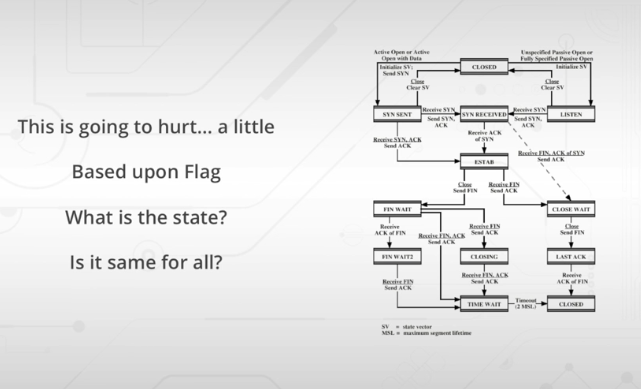 This is going to hurt... a little
Based upon Flag
What is the state?
Is it same for all?
Active Open or Active
Open with Data
Initialize SV;
Send SYN
CLOSED
Unspecified Passive Open or
Fully Specified Passive Open
Initialize SV
Close
Clear SV
Close
Clear SV
SYN SENT
Receive SYN
Send SYN,
ACK
SYN RECEIVED
Receive SYN
Send SYN,
ACK
LISTEN
Receive SYN, ACK
Send ACK
Receive ACK
of SYN
Receive FIN, ACK of SYN
Send ACK
ESTAB
Close
Send FIN
Receive FIN
Send ACK
FIN WAIT
CLOSE WAIT
Receive
ACK of FIN
Receive FIN, ACK
Send ACK
Receive FIN
Send ACK
Close
Send FIN
FIN WAIT2
CLOSING
LAST ACK
Receive FIN
Send ACK
Receive FIN, ACK
Send ACK
Receive
ACK of FIN
TIME WAIT
Timeout
(2 MSL)
CLOSED
SV = state vector
MSL = maximum segment lifetime